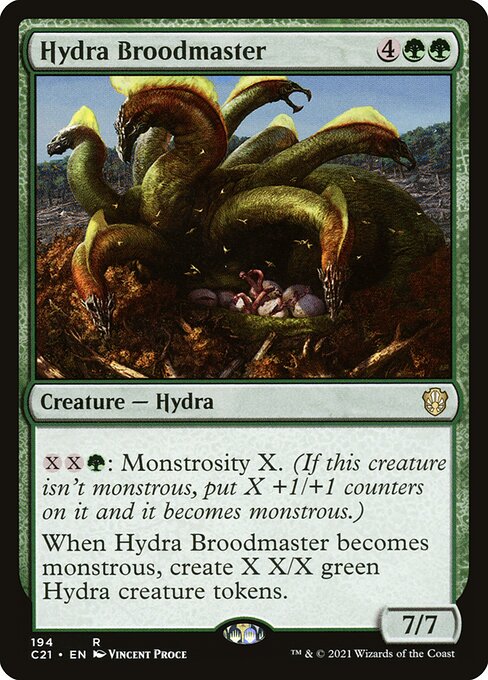 Hydra Broodmaster 4
Creature — Hydra
X X : Monstrosity X. (If this creature
isn't monstrous, put X +1/+1 counters
on it and it becomes monstrous.)
When Hydra Broodmaster becomes
monstrous, create X X/X green
Hydra creature tokens.
7/7
194 R
C21 • EN Vincent Proce
™ & © 2021 Wizards of the Coast